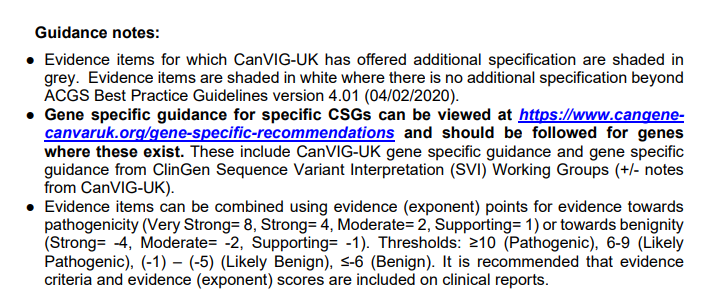 Guidance notes:
• Evidence items for which CanVIG-UK has offered additional specification are shaded in
grey.  Evidence items are shaded in white where there is no additional specification beyond
ACGS Best Practice Guidelines version 4.01 (04/02/2020).
• Gene specific guidance for specific CSGs can be viewed at https://www.cangene-
canvaruk.org/gene-specific-recommendations and should be followed for genes
where these exist. These include CanVIG-UK gene specific guidance and gene specific
guidance from ClinGen Sequence Variant Interpretation (SVI) Working Groups (+/- notes
from CanVIG-UK).
• Evidence items can be combined using evidence (exponent) points for evidence towards
pathogenicity (Very Strong= 8, Strong= 4, Moderate= 2, Supporting= 1) or towards benignity
(Strong= -4, Moderate= -2, Supporting= -1). Thresholds: ≥10 (Pathogenic), 6-9 (Likely
Pathogenic), (-1) – (-5) (Likely Benign), ≤-6 (Benign). It is recommended that evidence
criteria and evidence (exponent) scores are included on clinical reports.